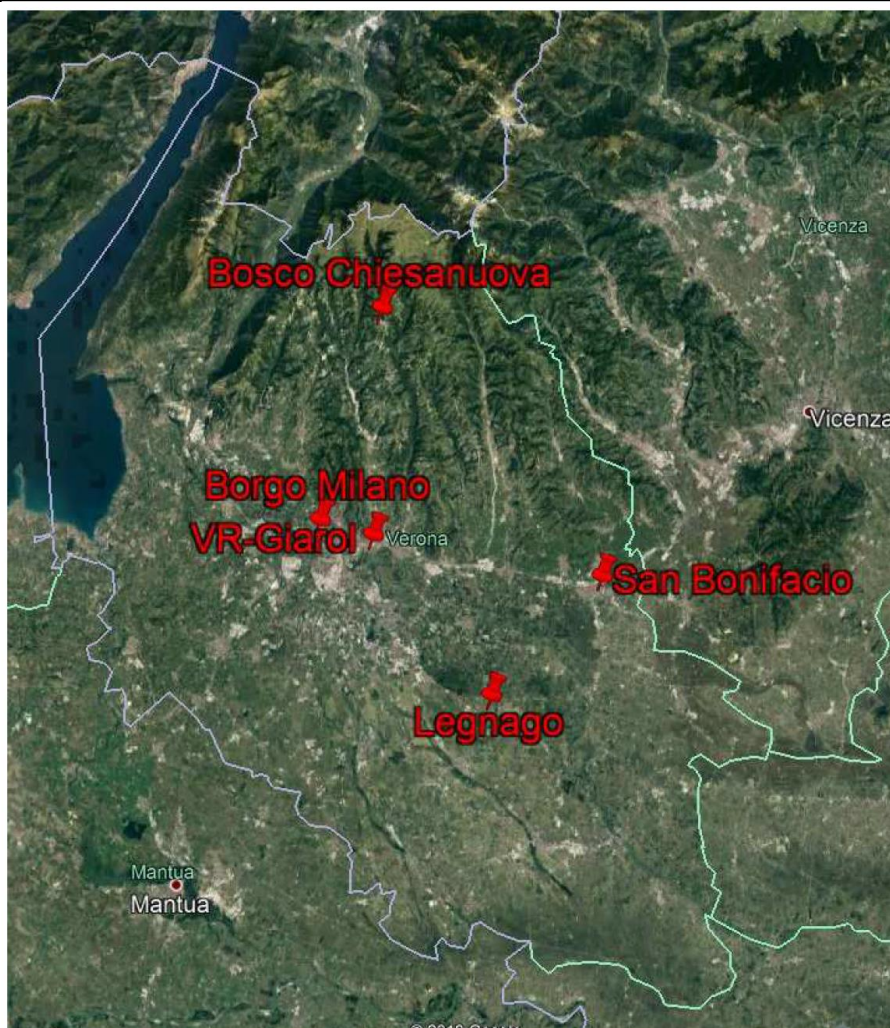 Vicenza
Bosco Chiesanuova
Vicenza
Borgo Milano
VR-Giarol
Verona
San Bonifacio
Legnago
Mantua
Mantua